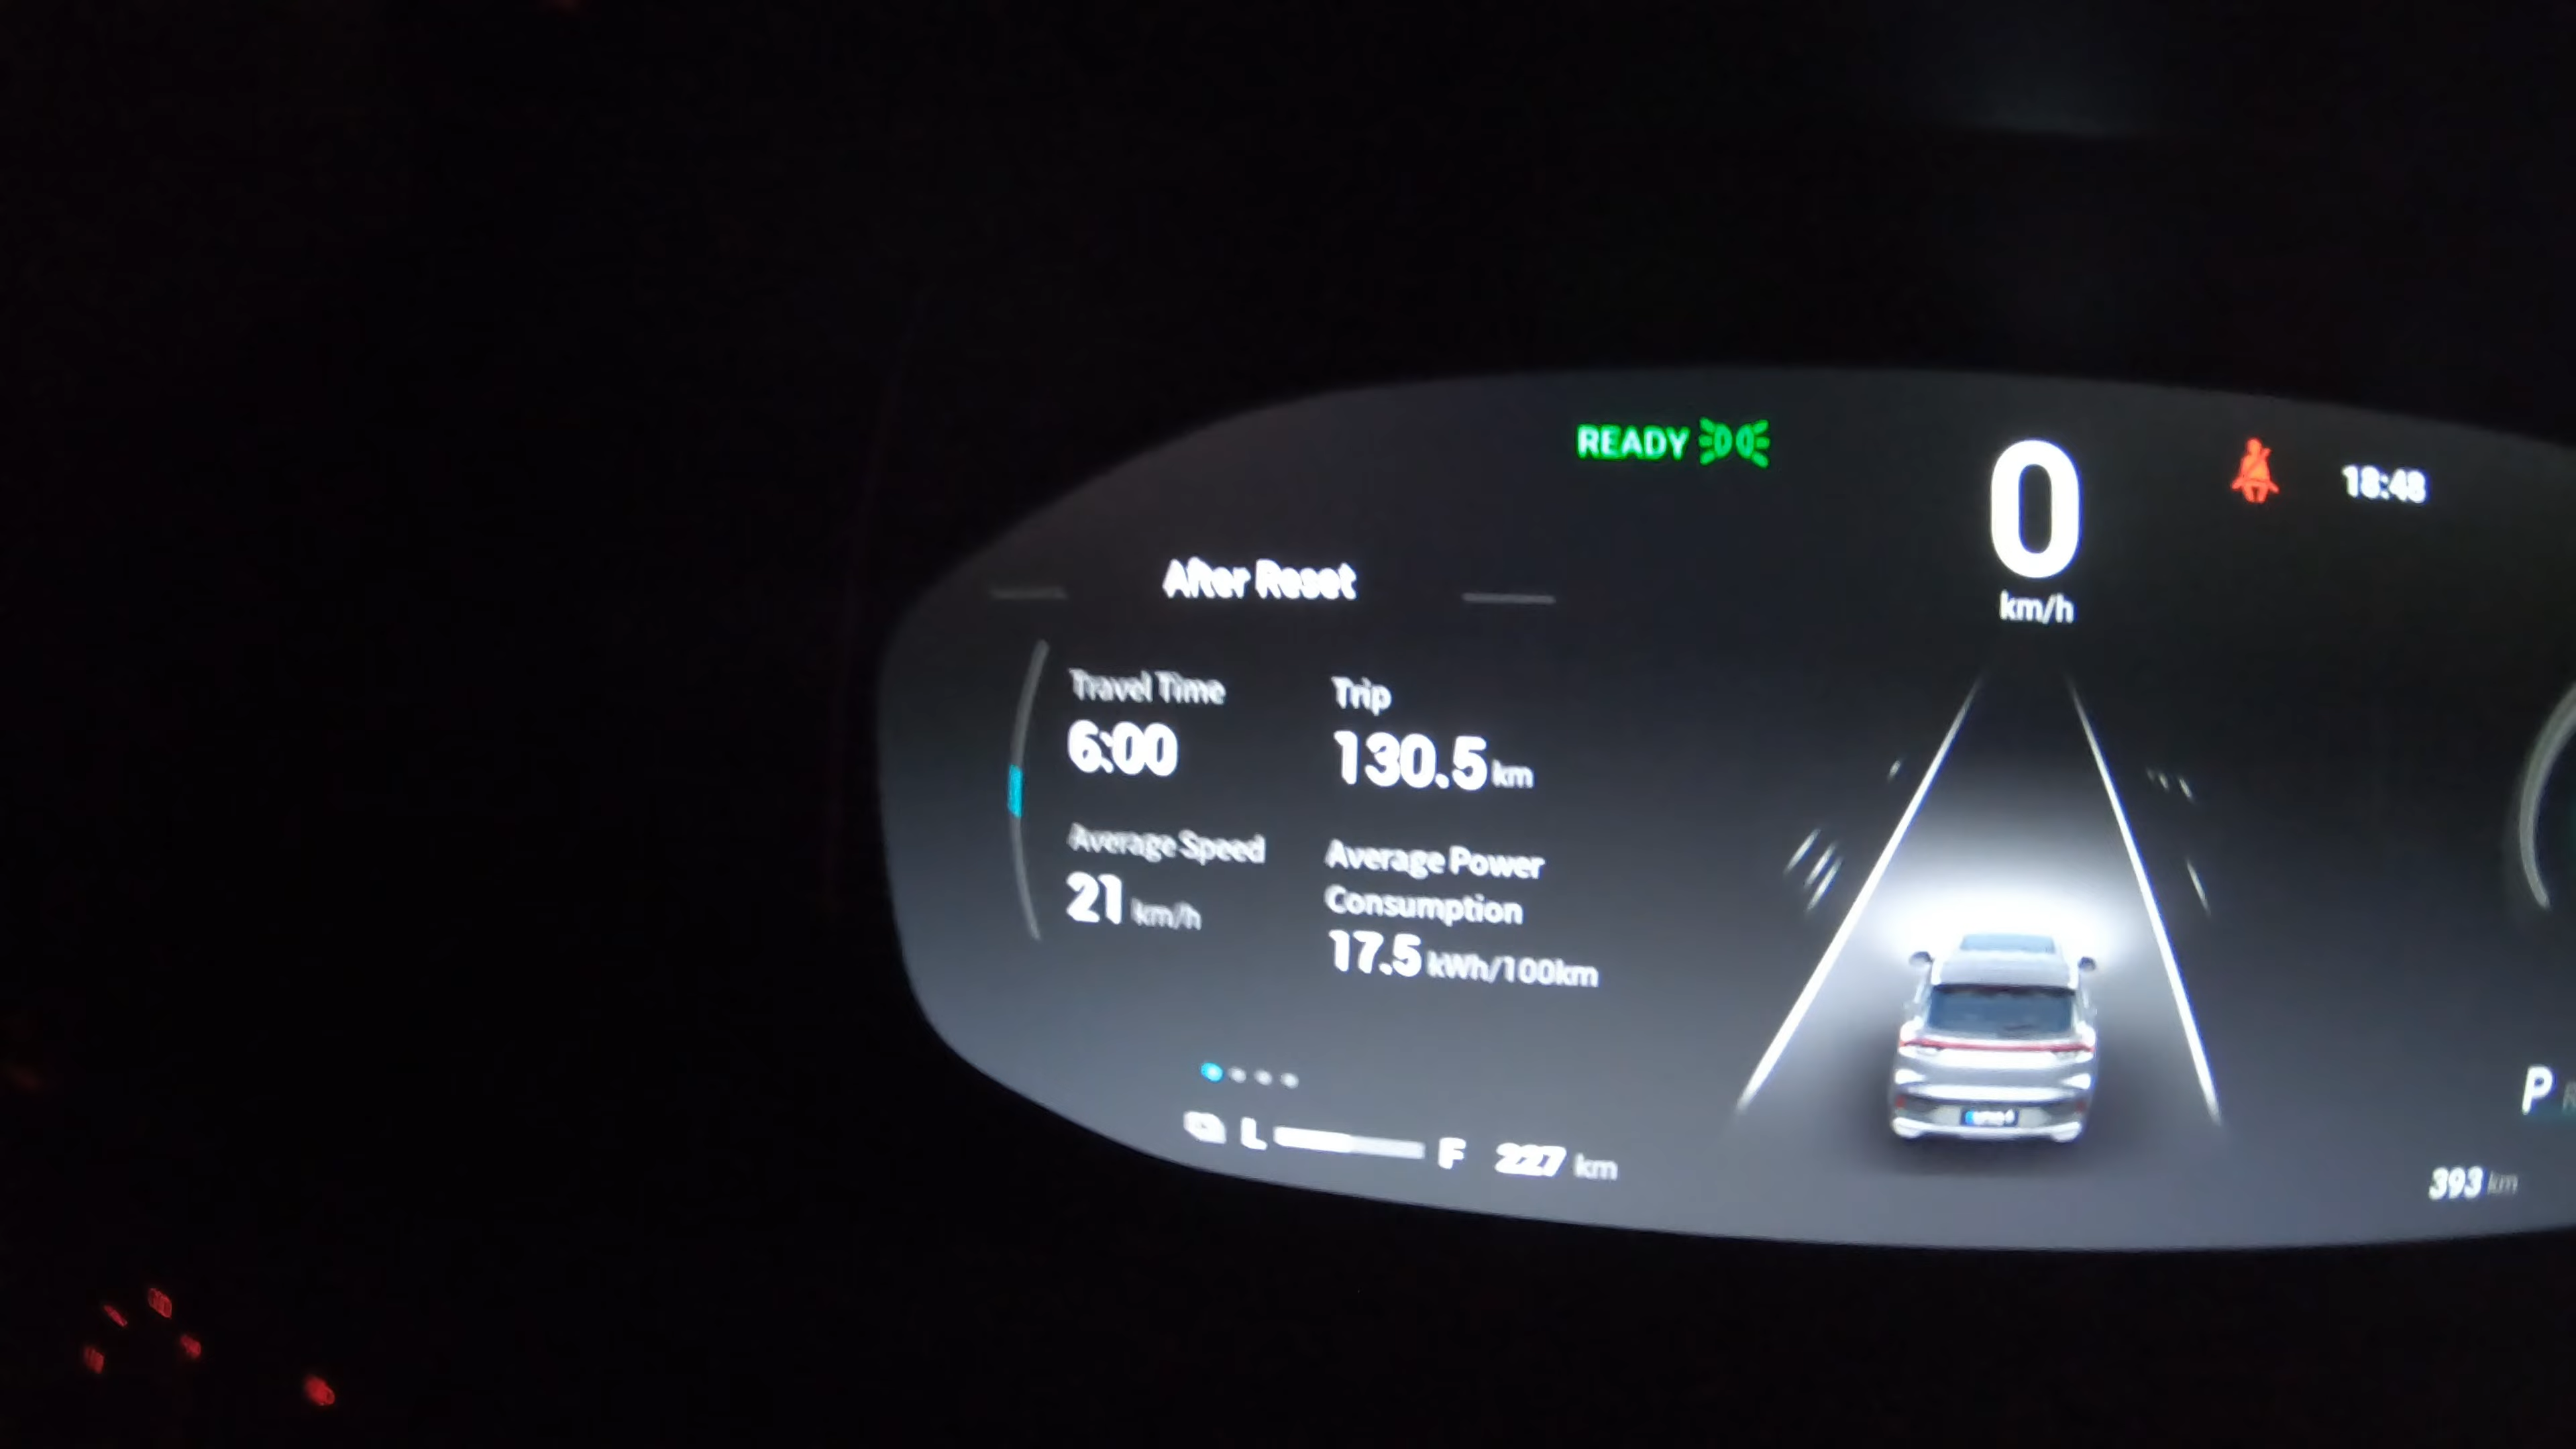 READY
0
km/h
18:48
After Reset
Travel Time
6:00
Trip
130.5 km
Average Speed
21 km/h
Average Power
Consumption
17.5 kWh/100km
L F 227 km
P R
393 km